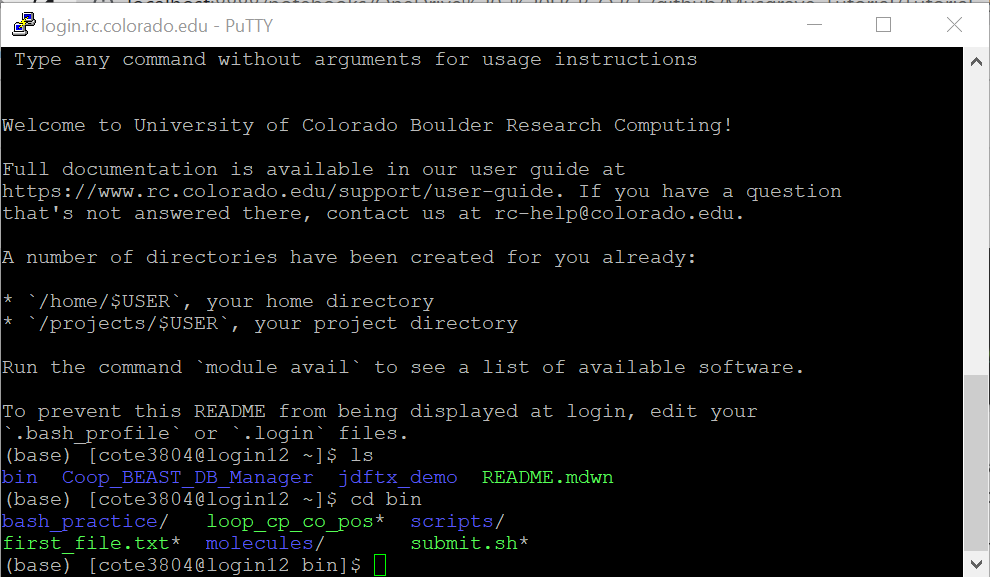 login.rc.colorado.edu - PuTTY
Type any command without arguments for usage instructions
Welcome to University of Colorado Boulder Research Computing!
Full documentation is available in our user guide at
https://www.rc.colorado.edu/support/user-guide. If you have a question
that's not answered there, contact us at rc-help@colorado.edu.
A number of directories have been created for you already:
* `/home/$USER`, your home directory
* `/projects/$USER`, your project directory
Run the command `module avail` to see a list of available software.
To prevent this README from being displayed at login, edit your
`.bash_profile` or `.login` files.
(base) [cote3804@login12 ~]$ ls
bin  Coop_BEAST_DB_Manager  jdftx_demo  README.mdwn
(base) [cote3804@login12 ~]$ cd bin
bash_practice/   loop_cp_co_pos*  scripts/
first_file.txt*  molecules/       submit.sh*
(base) [cote3804@login12 bin]$